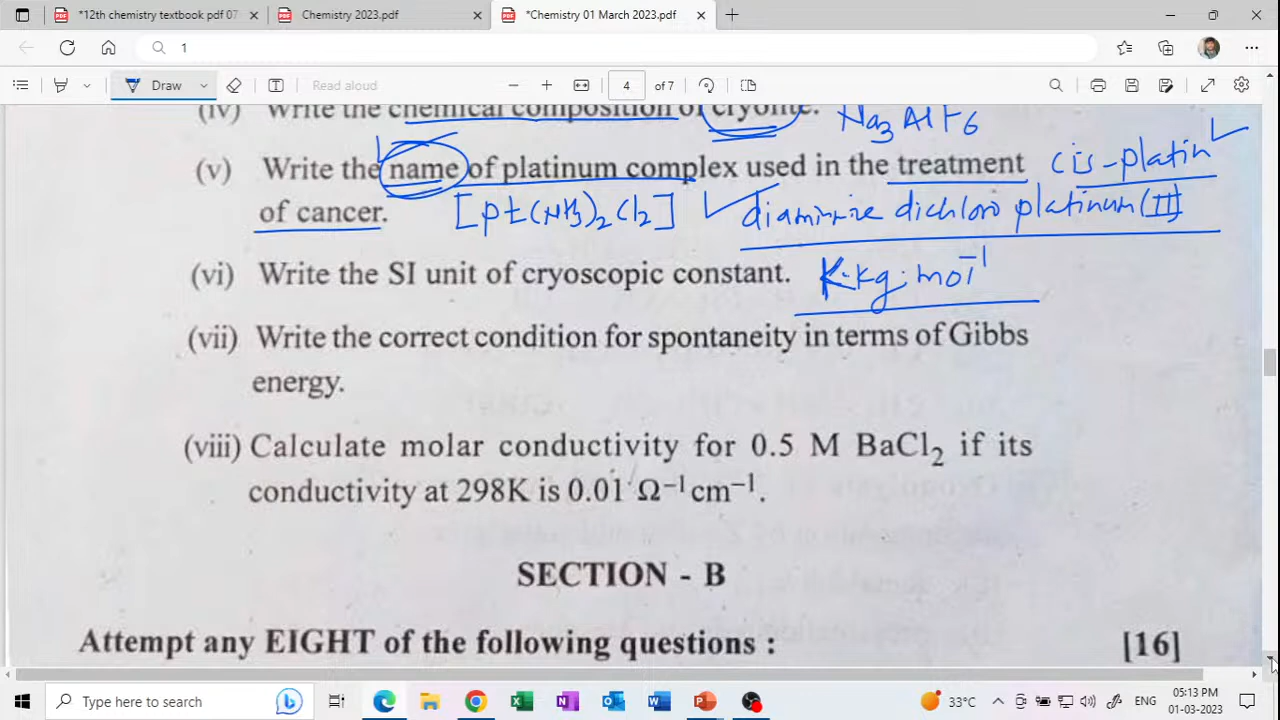 *12th chemistry textbook pdf 07
Chemistry 2023.pdf
*Chemistry 01 March 2023.pdf
1
Draw
Read aloud
4 of 7
(iv) Write the chemical composition of cryolite. Na3 AlF6
(v) Write the name of platinum complex used in the treatment cis-platin
of cancer. [pt(NH3)2Cl2] diammine dichloro platinum(II)
(vi) Write the SI unit of cryoscopic constant. K·kg·mol⁻¹
(vii) Write the correct condition for spontaneity in terms of Gibbs
energy.
(viii) Calculate molar conductivity for 0.5 M BaCl₂ if its
conductivity at 298K is 0.01 Ω⁻¹ cm⁻¹.
SECTION - B
Attempt any EIGHT of the following questions : [16]
Type here to search
33°C
ENG
05:13 PM
01-03-2023